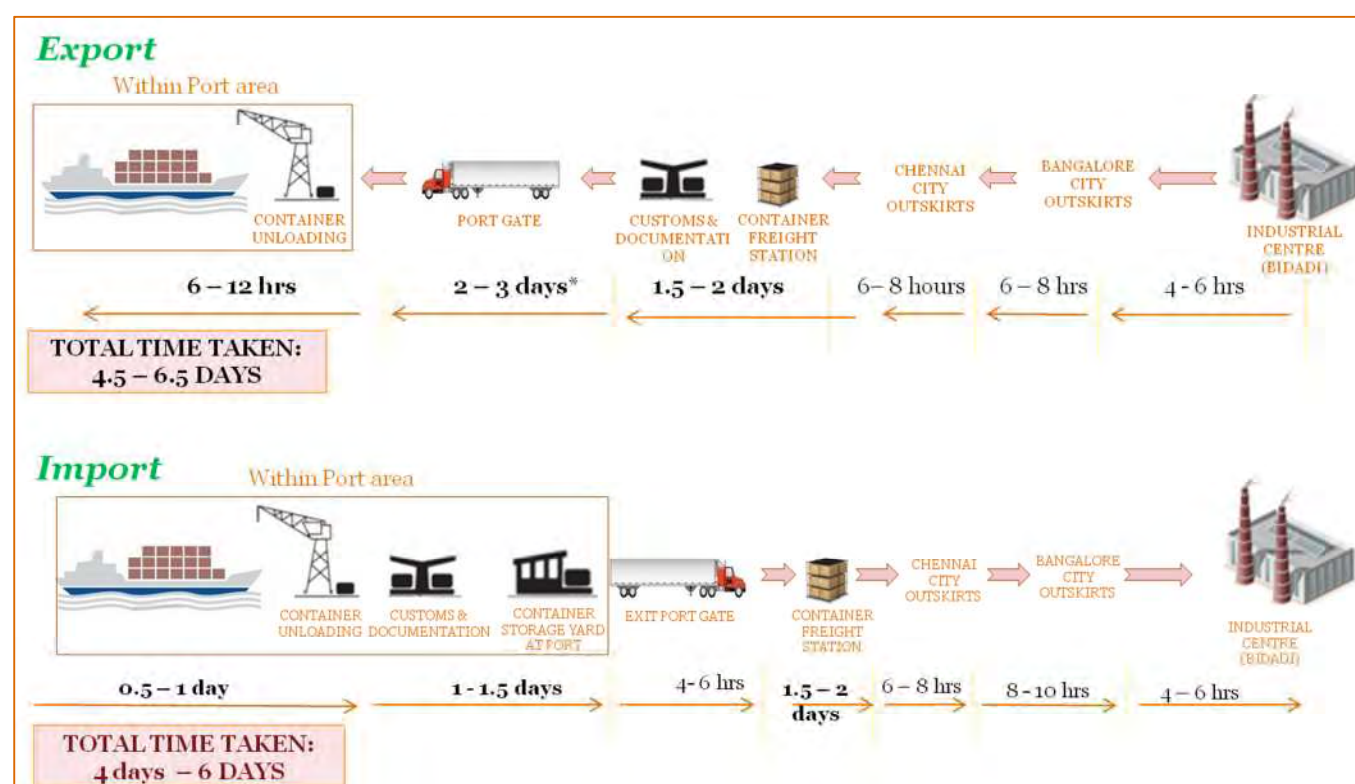 Export
Within Port area
CONTAINER
UNLOADING
PORT GATE
CUSTOMS &
DOCUMENTATI
ON
CONTAINER
FREIGHT
STATION
CHENNAI
CITY
OUTSKIRTS
BANGALORE
CITY
OUTSKIRTS
INDUSTRIAL
CENTRE
(BIDADI)
6 – 12 hrs
2 – 3 days*
1.5 – 2 days
6 – 8 hours
6 – 8 hrs
4 - 6 hrs
TOTAL TIME TAKEN:
4.5 – 6.5 DAYS
Import
Within Port area
CONTAINER
UNLOADING
CUSTOMS &
DOCUMENTATION
CONTAINER
STORAGE YARD
AT PORT
EXIT PORT GATE
CONTAINER
FREIGHT
STATION
CHENNAI
CITY
OUTSKIRTS
BANGALORE
CITY
OUTSKIRTS
INDUSTRIAL
CENTRE
(BIDADI)
0.5 – 1 day
1 - 1.5 days
4- 6 hrs
1.5 – 2
days
6 – 8 hrs
8 -10 hrs
4 – 6 hrs
TOTAL TIME TAKEN:
4 days – 6 DAYS